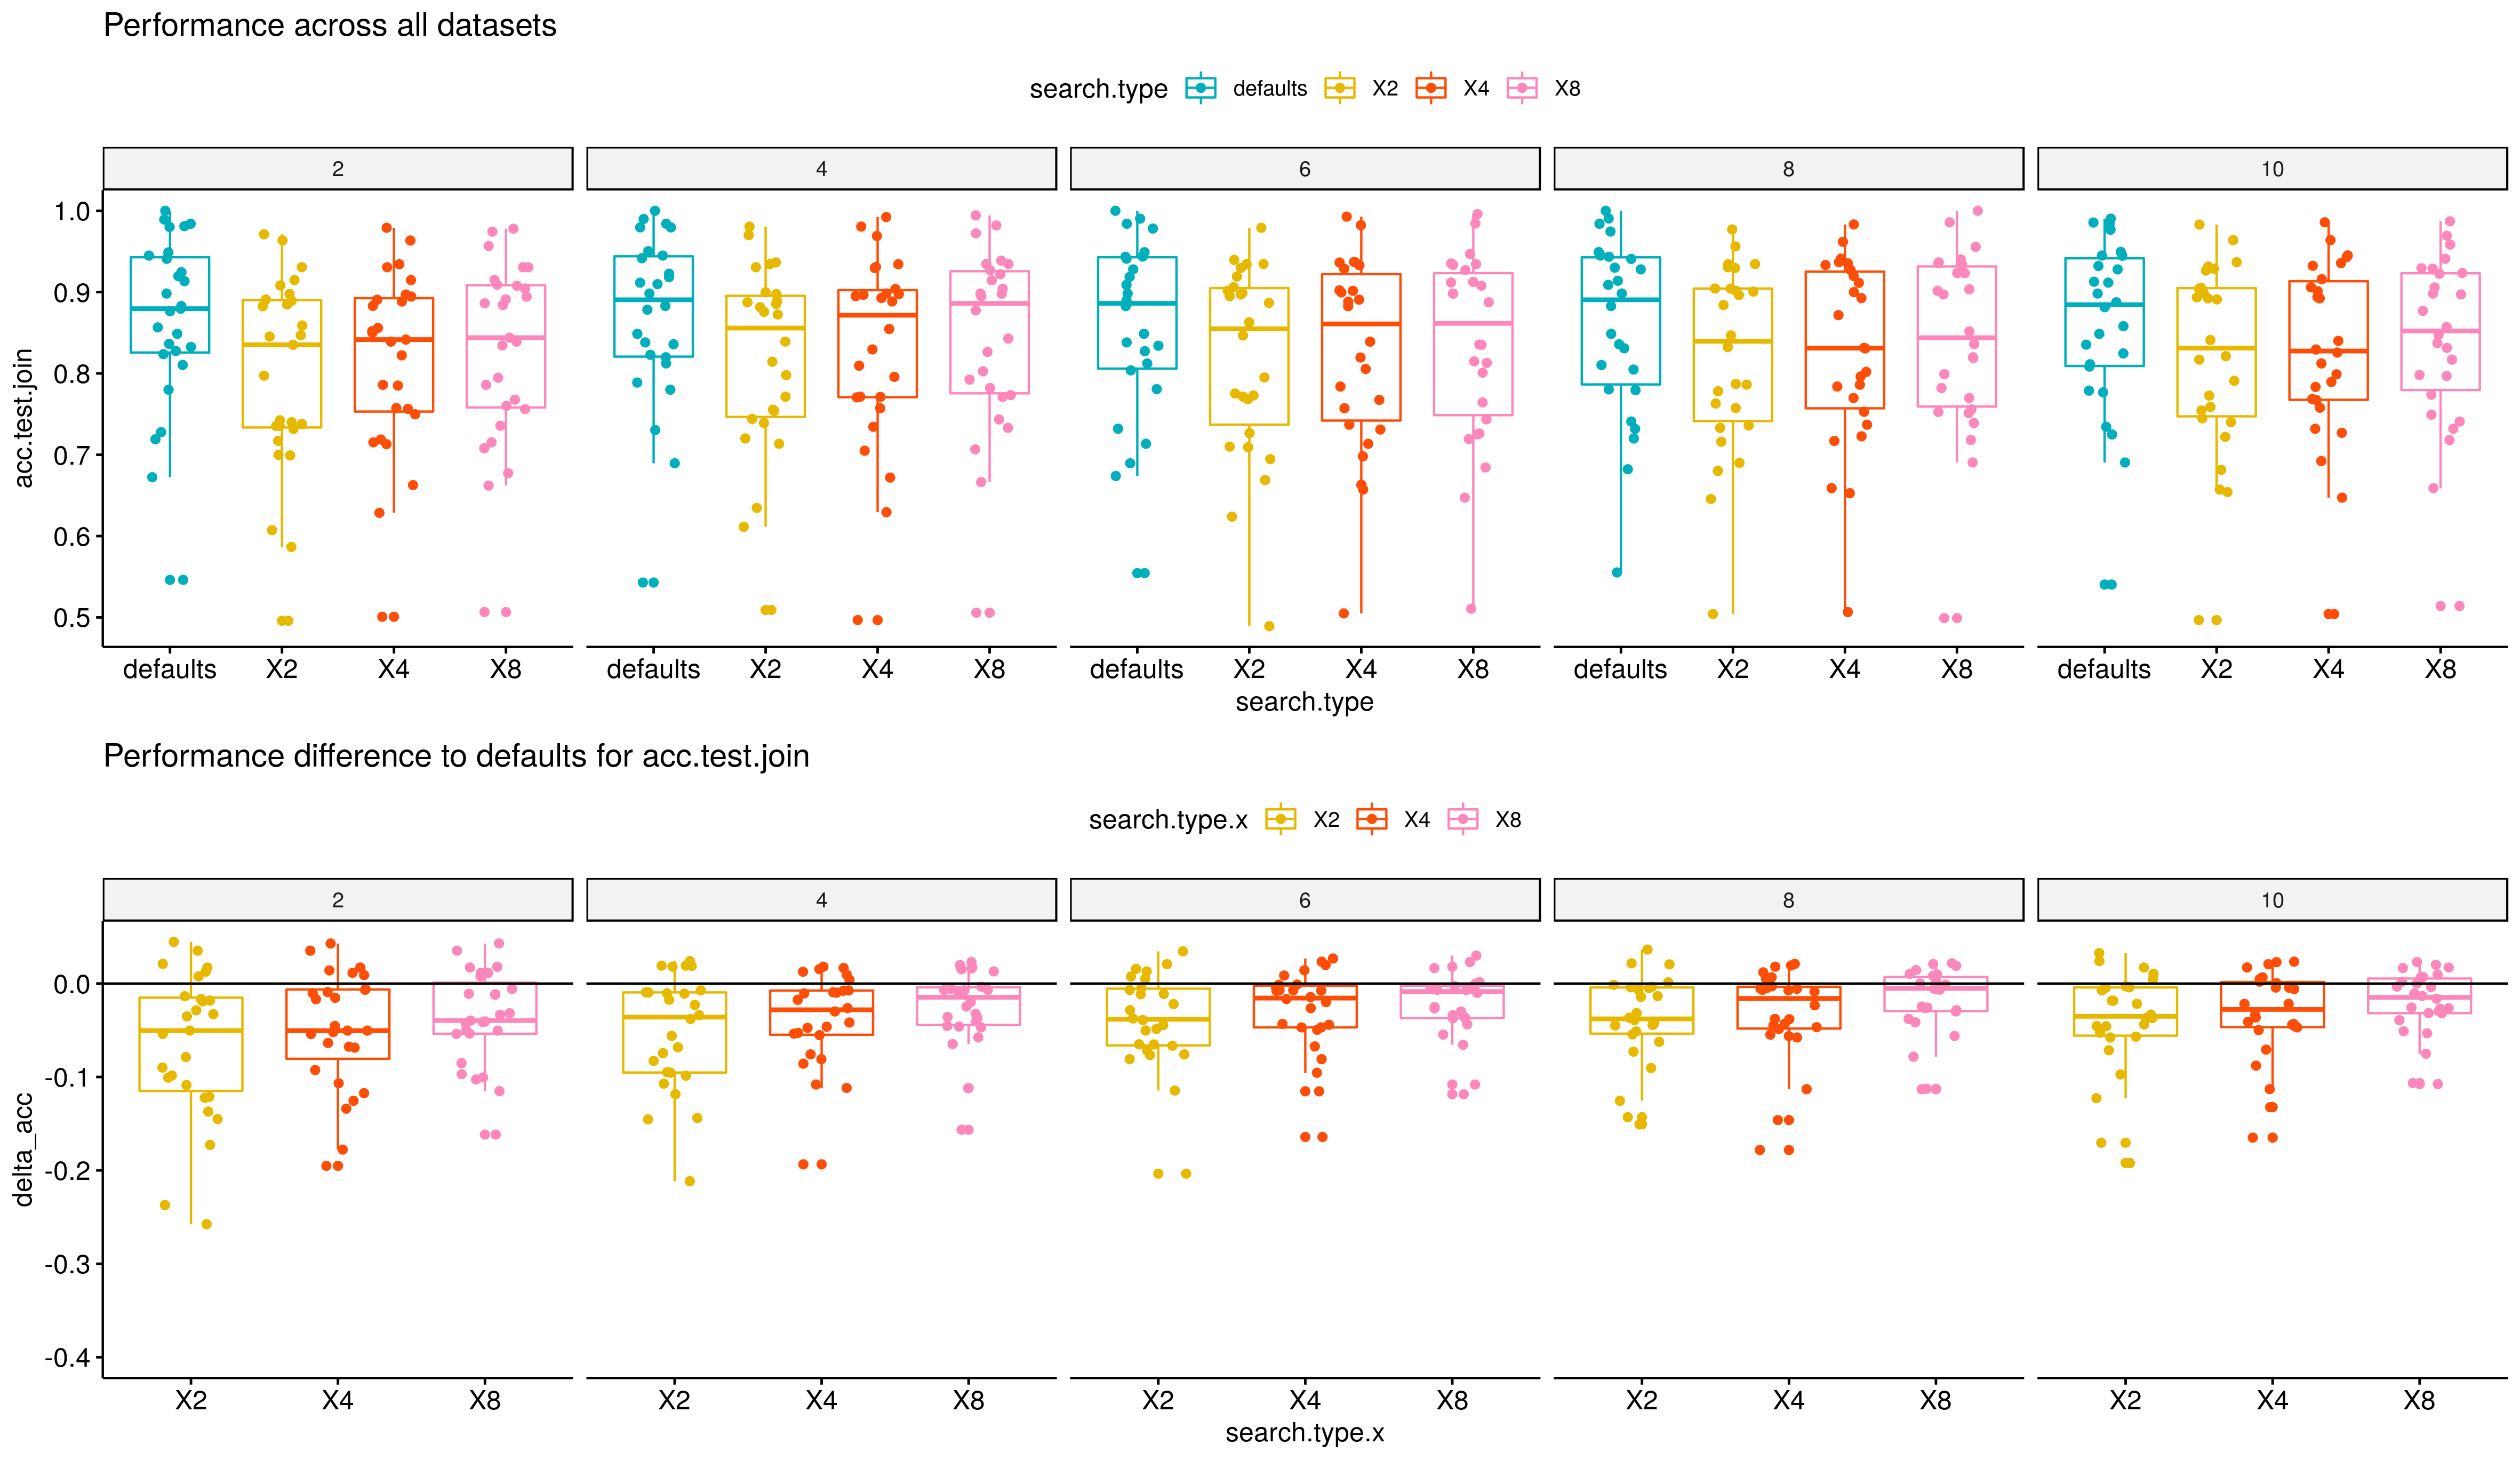 Performance across all datasets
search.type defaults X2 X4 X8
2 4 6 8 10
acc.test.join
1.0
0.9
0.8
0.7
0.6
0.5
defaults X2 X4 X8 defaults X2 X4 X8 defaults X2 X4 X8 defaults X2 X4 X8 defaults X2 X4 X8
search.type
Performance difference to defaults for acc.test.join
search.type.x X2 X4 X8
2 4 6 8 10
delta_acc
0.0
-0.1
-0.2
-0.3
-0.4
X2 X4 X8 X2 X4 X8 X2 X4 X8 X2 X4 X8 X2 X4 X8
search.type.x